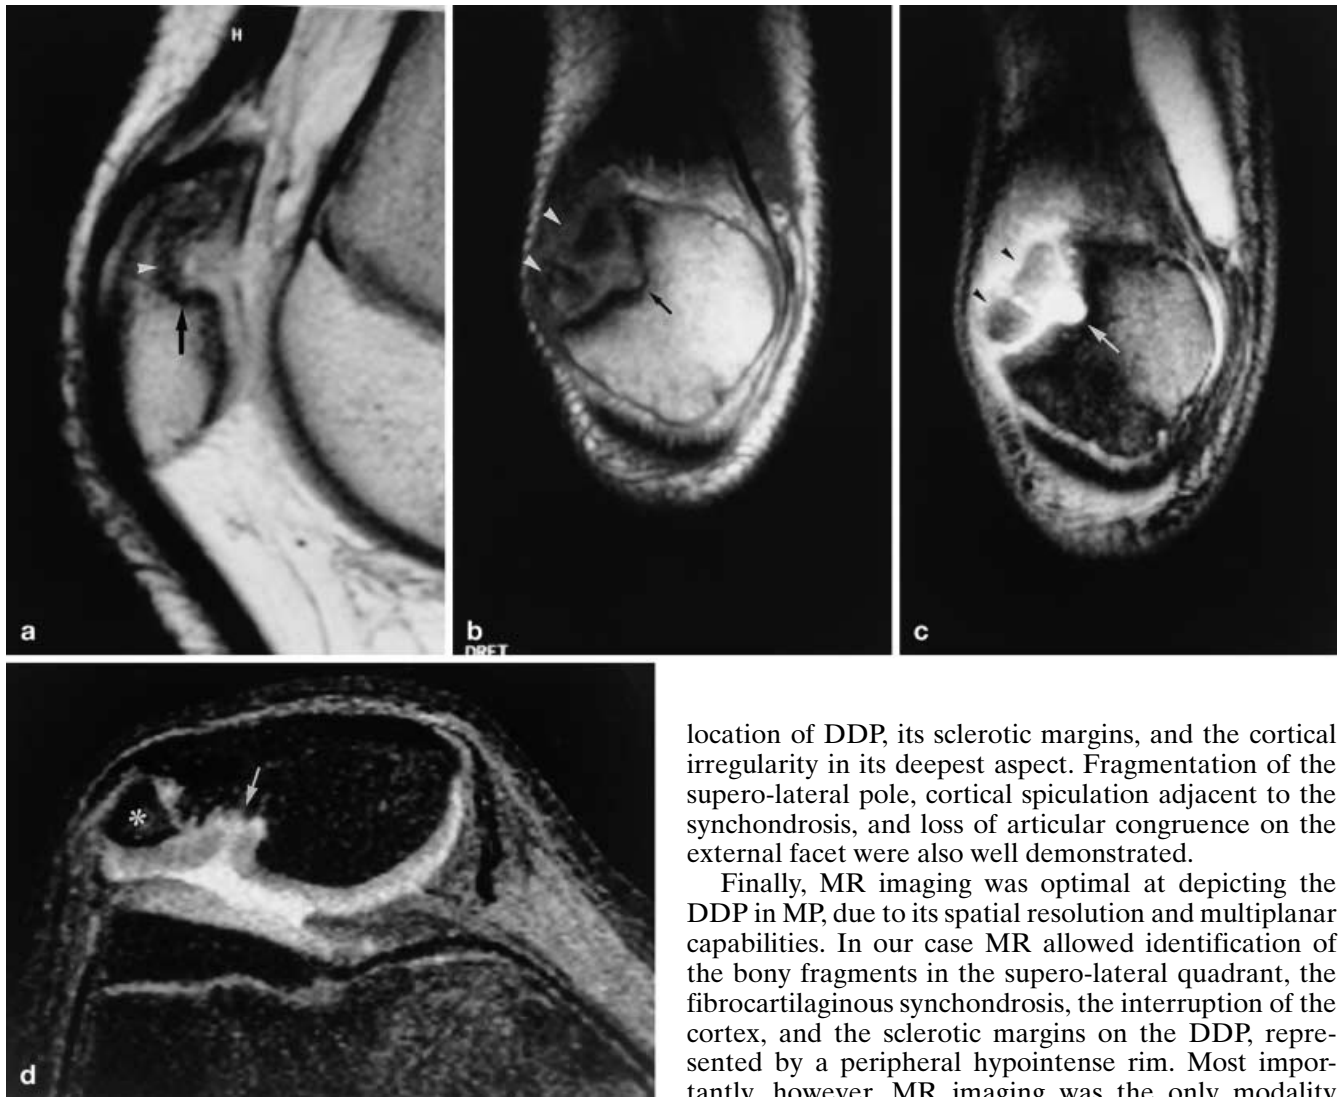 H
a
b
DRET
c
*
d
location of DDP, its sclerotic margins, and the cortical
irregularity in its deepest aspect. Fragmentation of the
supero-lateral pole, cortical spiculation adjacent to the
synchondrosis, and loss of articular congruence on the
external facet were also well demonstrated.
Finally, MR imaging was optimal at depicting the
DDP in MP, due to its spatial resolution and multiplanar
capabilities. In our case MR allowed identification of
the bony fragments in the supero-lateral quadrant, the
fibrocartilaginous synchondrosis, the interruption of the
cortex, and the sclerotic margins on the DDP, repre-
sented by a peripheral hypointense rim. Most impor-
tantly, however, MR imaging was the only modality